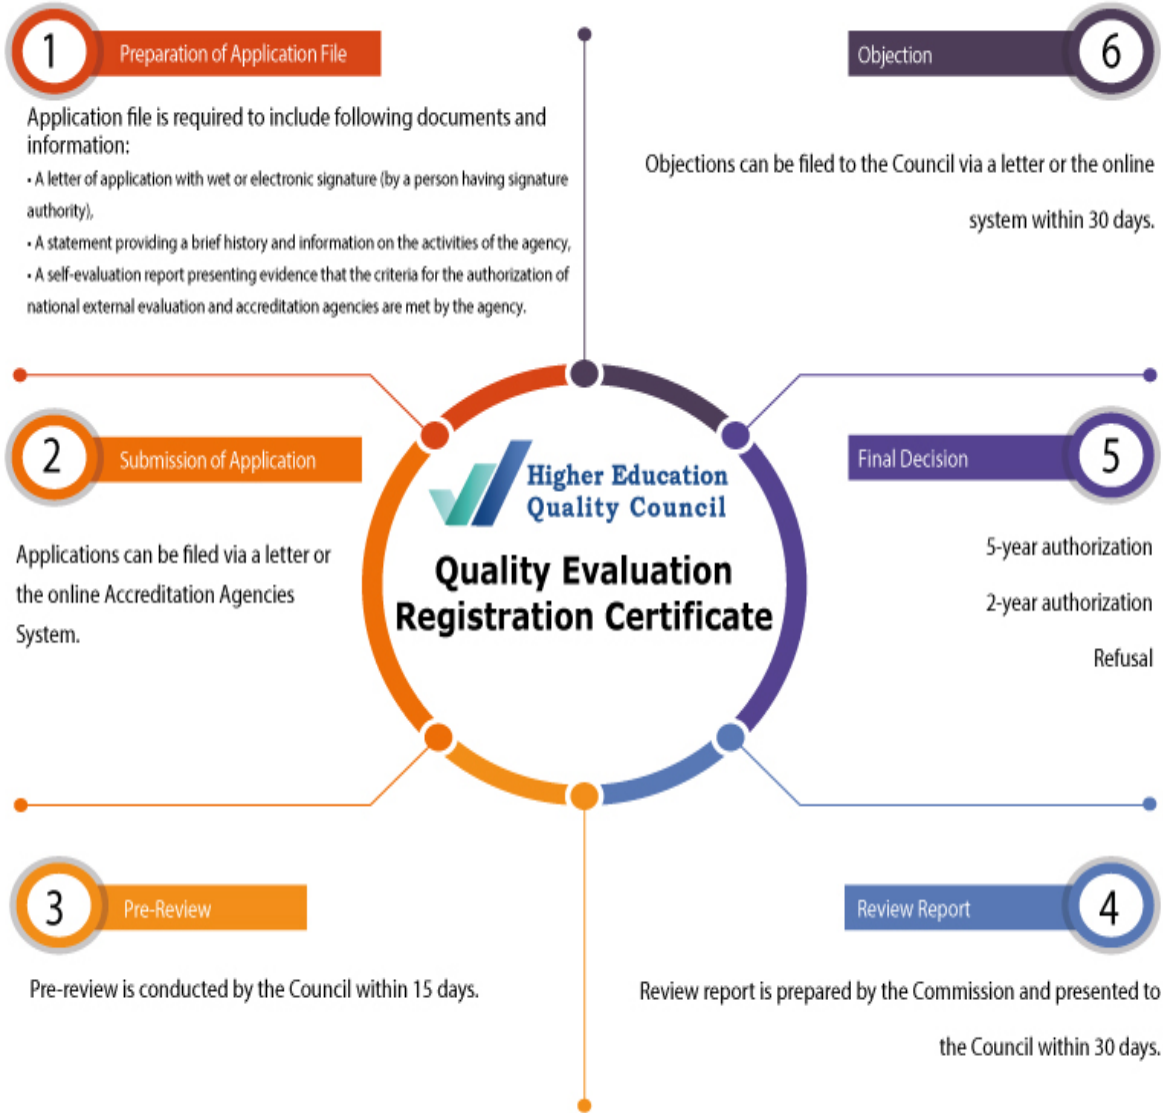 1
Preparation of Application File
Application file is required to include following documents and
information:
• A letter of application with wet or electronic signature (by a person having signature
authority),
• A statement providing a brief history and information on the activities of the agency,
• A self-evaluation report presenting evidence that the criteria for the authorization of
national external evaluation and accreditation agencies are met by the agency.
2
Submission of Application
Applications can be filed via a letter or
the online Accreditation Agencies
System.
3
Pre-Review
Pre-review is conducted by the Council within 15 days.
Higher Education
Quality Council
Quality Evaluation
Registration Certificate
Review Report
4
Review report is prepared by the Commission and presented to
the Council within 30 days.
Final Decision
5
5-year authorization
2-year authorization
Refusal
Objection
6
Objections can be filed to the Council via a letter or the online
system within 30 days.